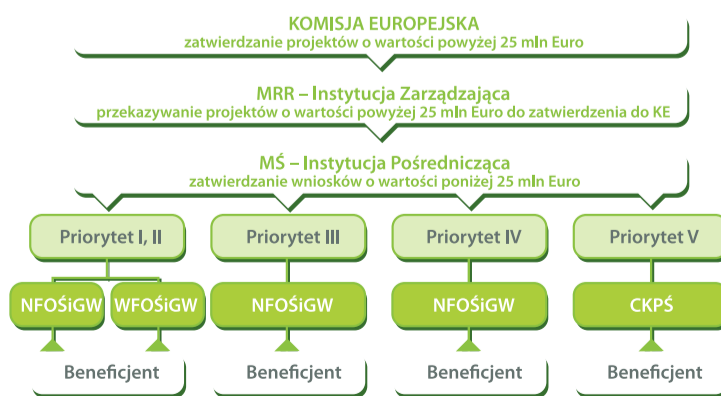 KOMISJA EUROPEJSKA
zatwierdzanie projektów o wartości powyżej 25 mln Euro
MRR – Instytucja Zarządzająca
przekazywanie projektów o wartości powyżej 25 mln Euro do zatwierdzenia do KE
MŚ – Instytucja Pośrednicząca
zatwierdzanie wniosków o wartości poniżej 25 mln Euro
Priorytet I, II
Priorytet III
Priorytet IV
Priorytet V
NFOŚiGW
WFOŚiGW
NFOŚiGW
NFOŚiGW
CKPŚ
Beneficjent
Beneficjent
Beneficjent
Beneficjent